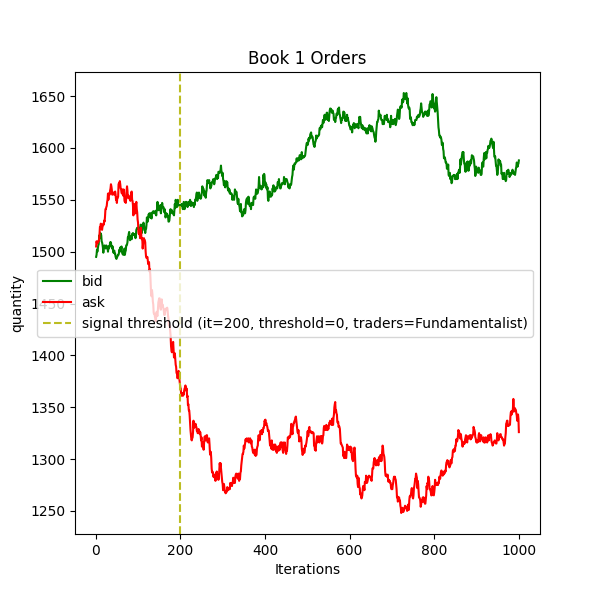 Book 1 Orders
1650
1600
1550
1500
1450
1400
1350
1300
1250
quantity
bid
ask
signal threshold (it=200, threshold=0, traders=Fundamentalist)
0 200 400 600 800 1000
Iterations